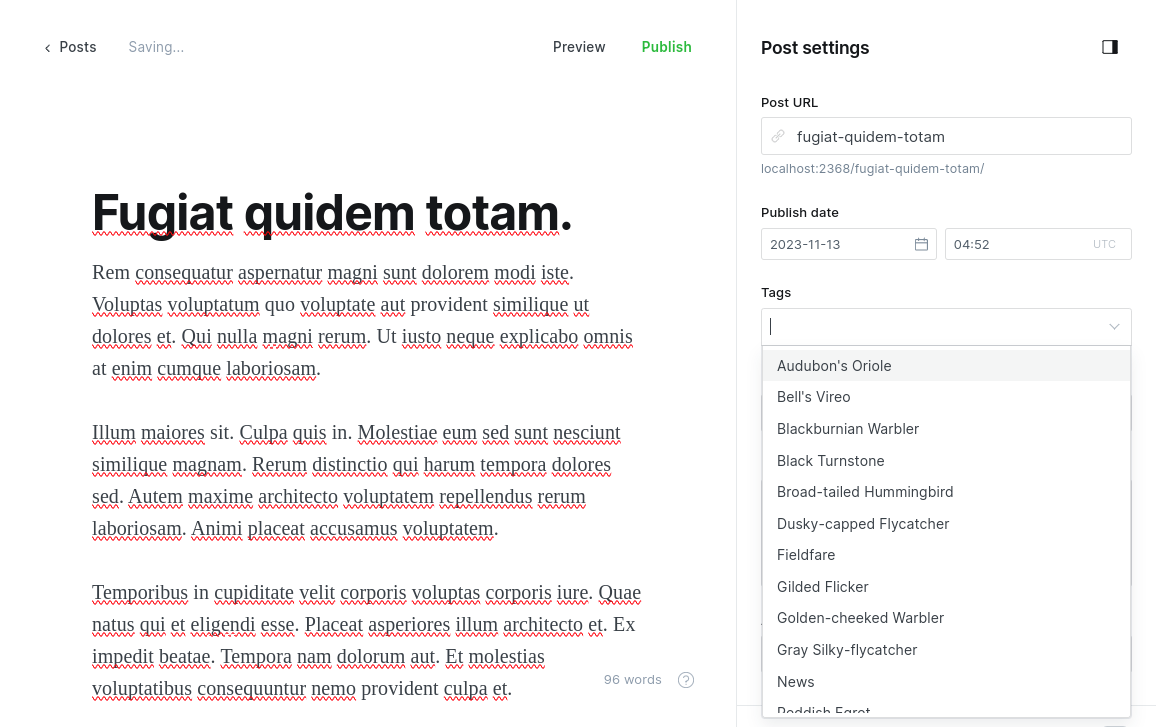 Posts
Saving...
Preview
Publish
Fugiat quidem totam.
Rem consequatur aspernatur magni sunt dolorem modi iste.
Voluptas voluptatum quo voluptate aut provident similique ut
dolores et. Qui nulla magni rerum. Ut iusto neque explicabo omnis
at enim cumque laboriosam.
Illum maiores sit. Culpa quis in. Molestiae eum sed sunt nesciunt
similique magnam. Rerum distinctio qui harum tempora dolores
sed. Autem maxime architecto voluptatem repellendus rerum
laboriosam. Animi placeat accusamus voluptatem.
Temporibus in cupiditate velit corporis voluptas corporis iure. Quae
natus qui et eligendi esse. Placeat asperiores illum architecto et. Ex
impedit beatae. Tempora nam dolorum aut. Et molestias
voluptatibus consequuntur nemo provident culpa et.
96 words
Post settings
Post URL
fugiat-quidem-totam
localhost:2368/fugiat-quidem-totam/
Publish date
2023-11-13
04:52
UTC
Tags
Audubon's Oriole
Bell's Vireo
Blackburnian Warbler
Black Turnstone
Broad-tailed Hummingbird
Dusky-capped Flycatcher
Fieldfare
Gilded Flicker
Golden-cheeked Warbler
Gray Silky-flycatcher
News
Reddish Egret